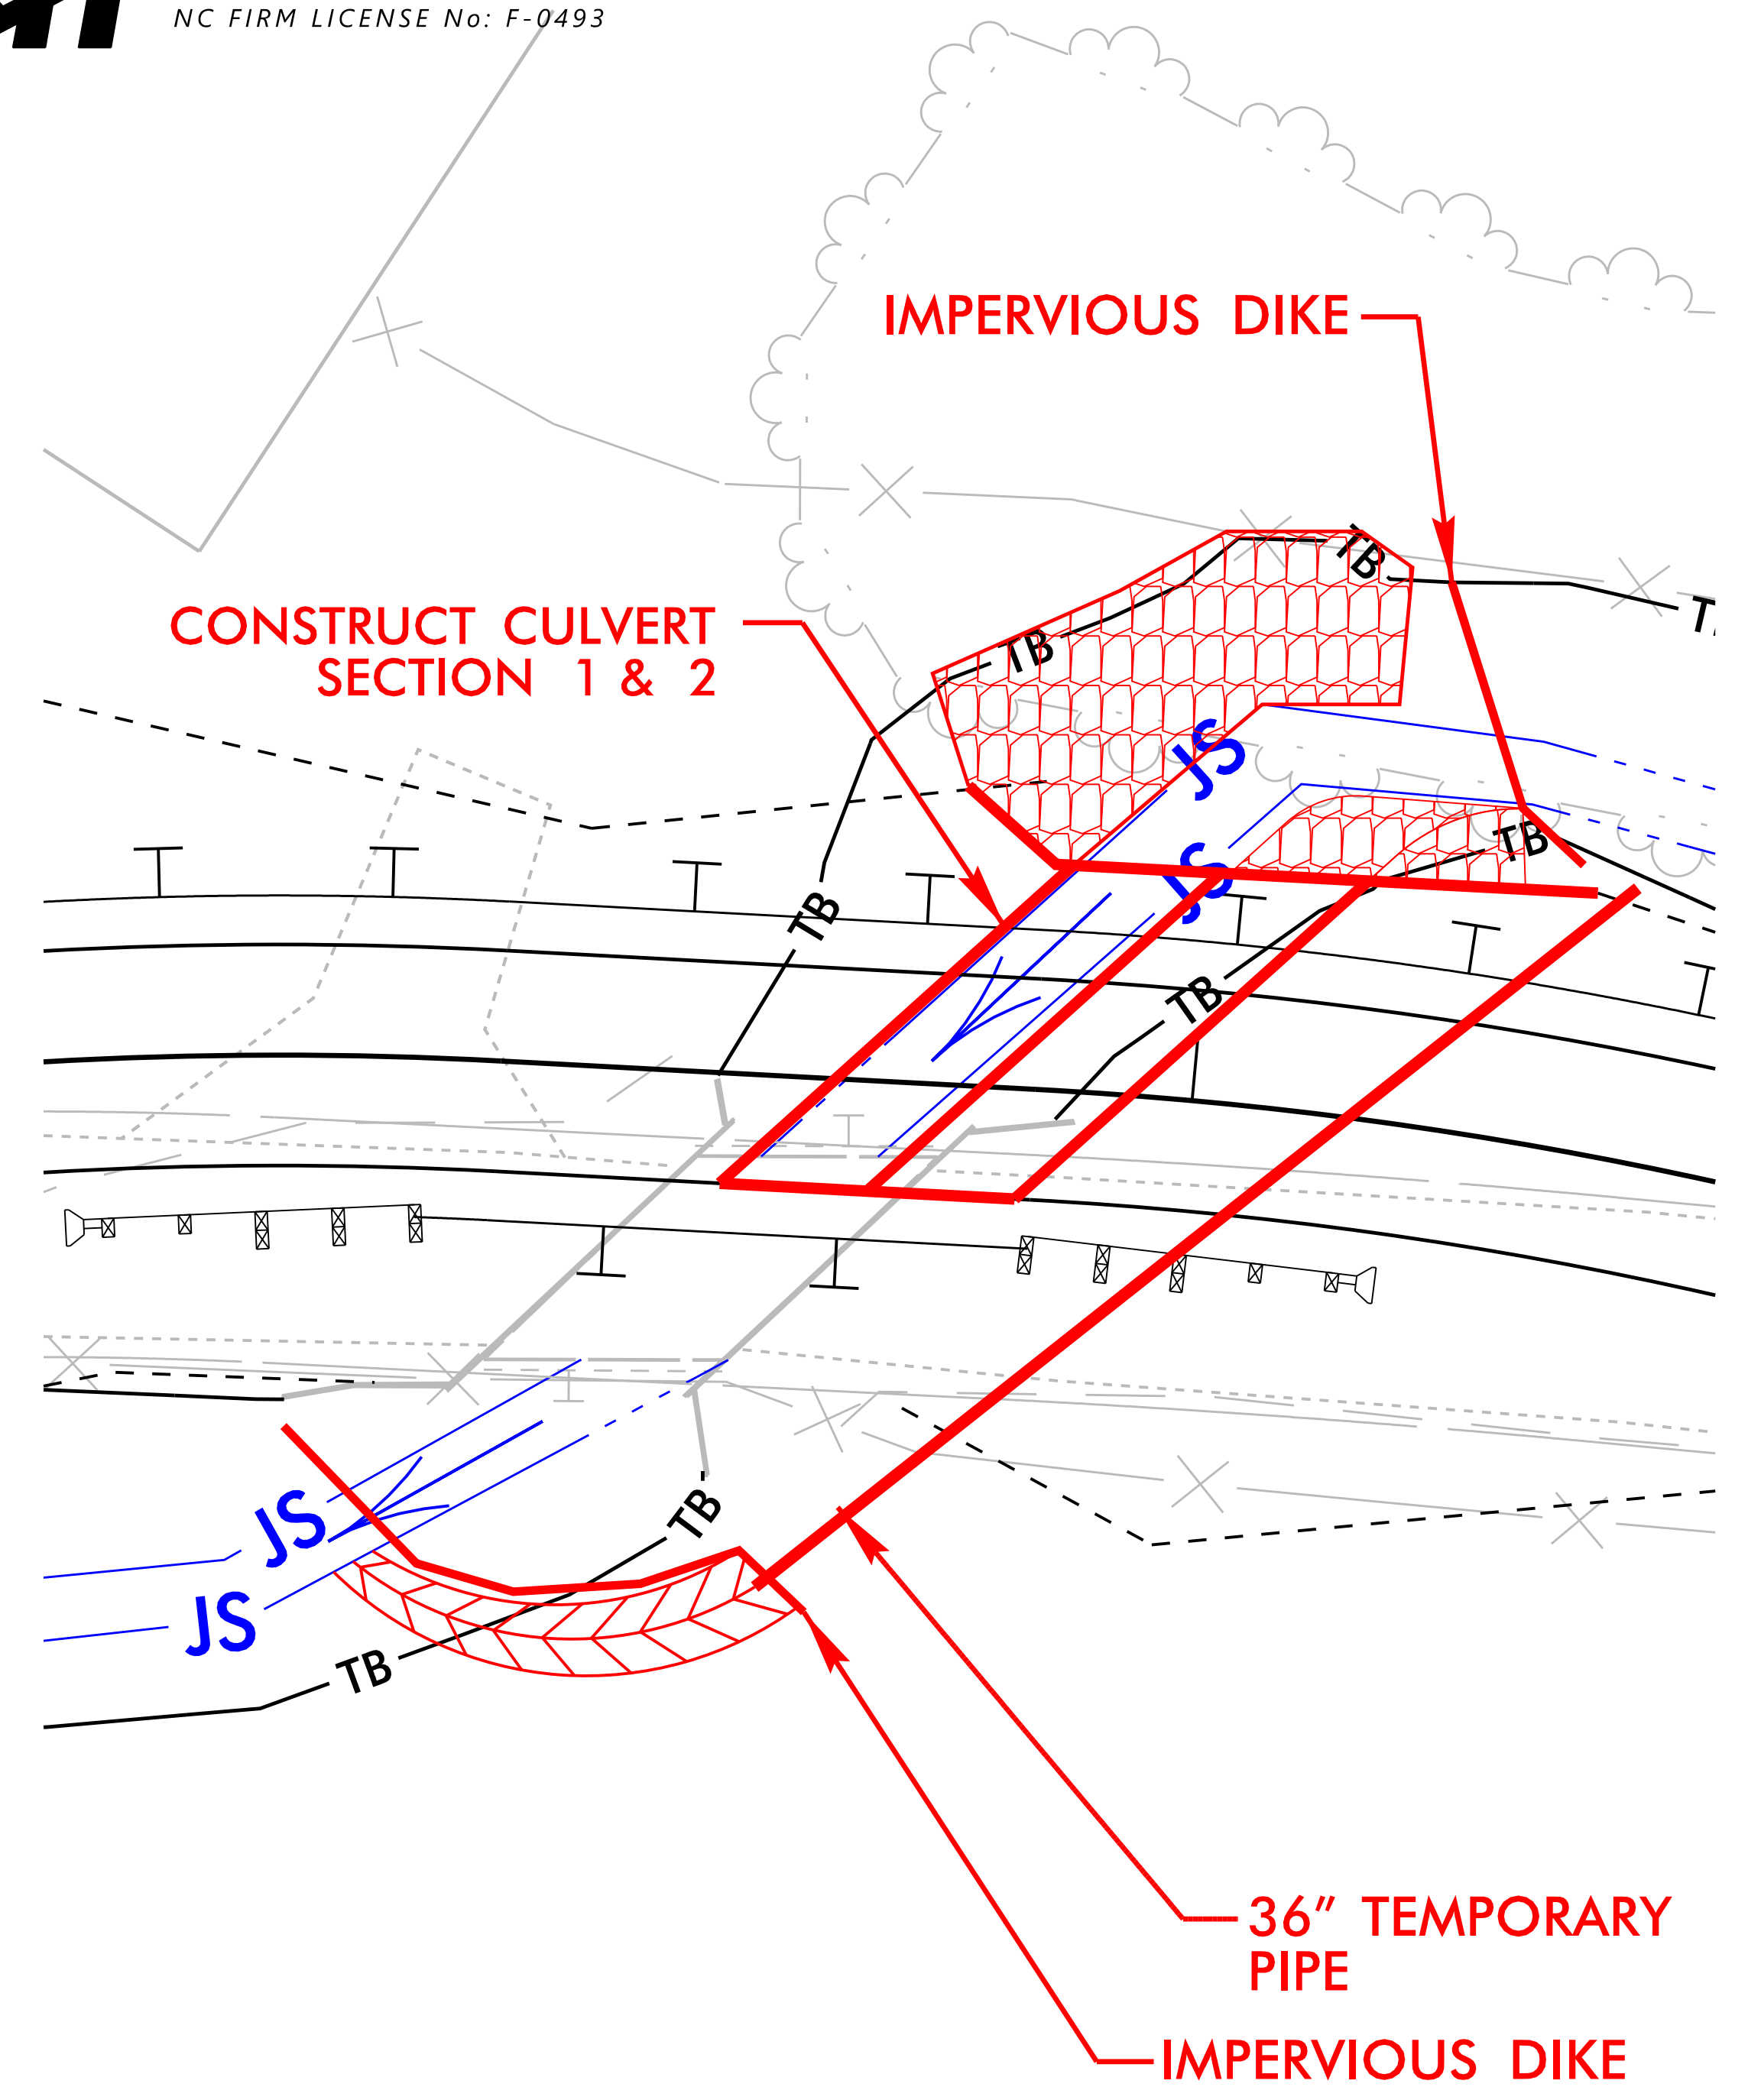 NC FIRM LICENSE No: F-0493
IMPERVIOUS DIKE
TB
CONSTRUCT CULVERT
SECTION 1 & 2
TB
JS
TB
JS
TB
TB
TB
JS
JS
TB
36" TEMPORARY
PIPE
IMPERVIOUS DIKE